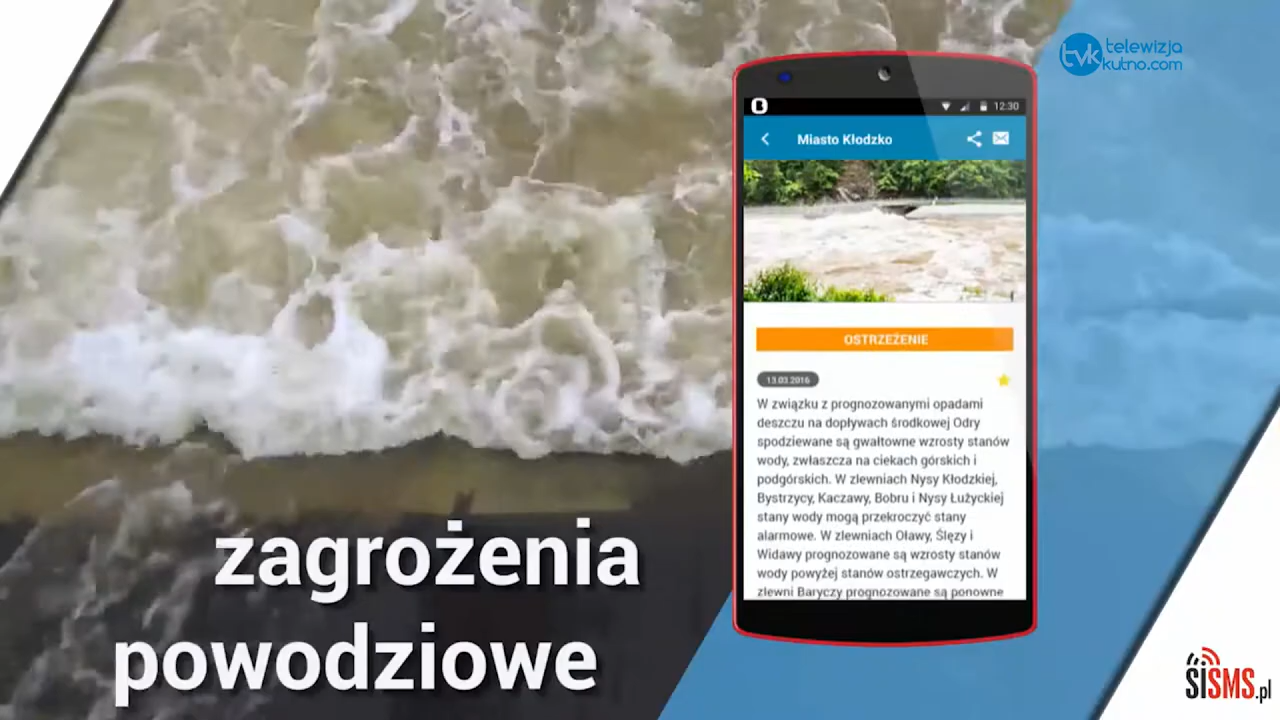 tvk telewizja
kutno.com
12:30
Miasto Kłodzko
OSTRZEŻENIE
13.03.2016
W związku z prognozowanymi opadami
deszczu na dopływach środkowej Odry
spodziewane są gwałtowne wzrosty stanów
wody, zwłaszcza na ciekach górskich i
podgórskich. W zlewniach Nysy Kłodzkiej,
Bystrzycy, Kaczawy, Bobru i Nysy Łużyckiej
stany wody mogą przekroczyć stany
alarmowe. W zlewniach Oławy, Ślęzy i
Widawy prognozowane są wzrosty stanów
wody powyżej stanów ostrzegawczych. W
zlewni Baryczy prognozowane są ponowne
zagrożenia
powodziowe
SISMS.pl